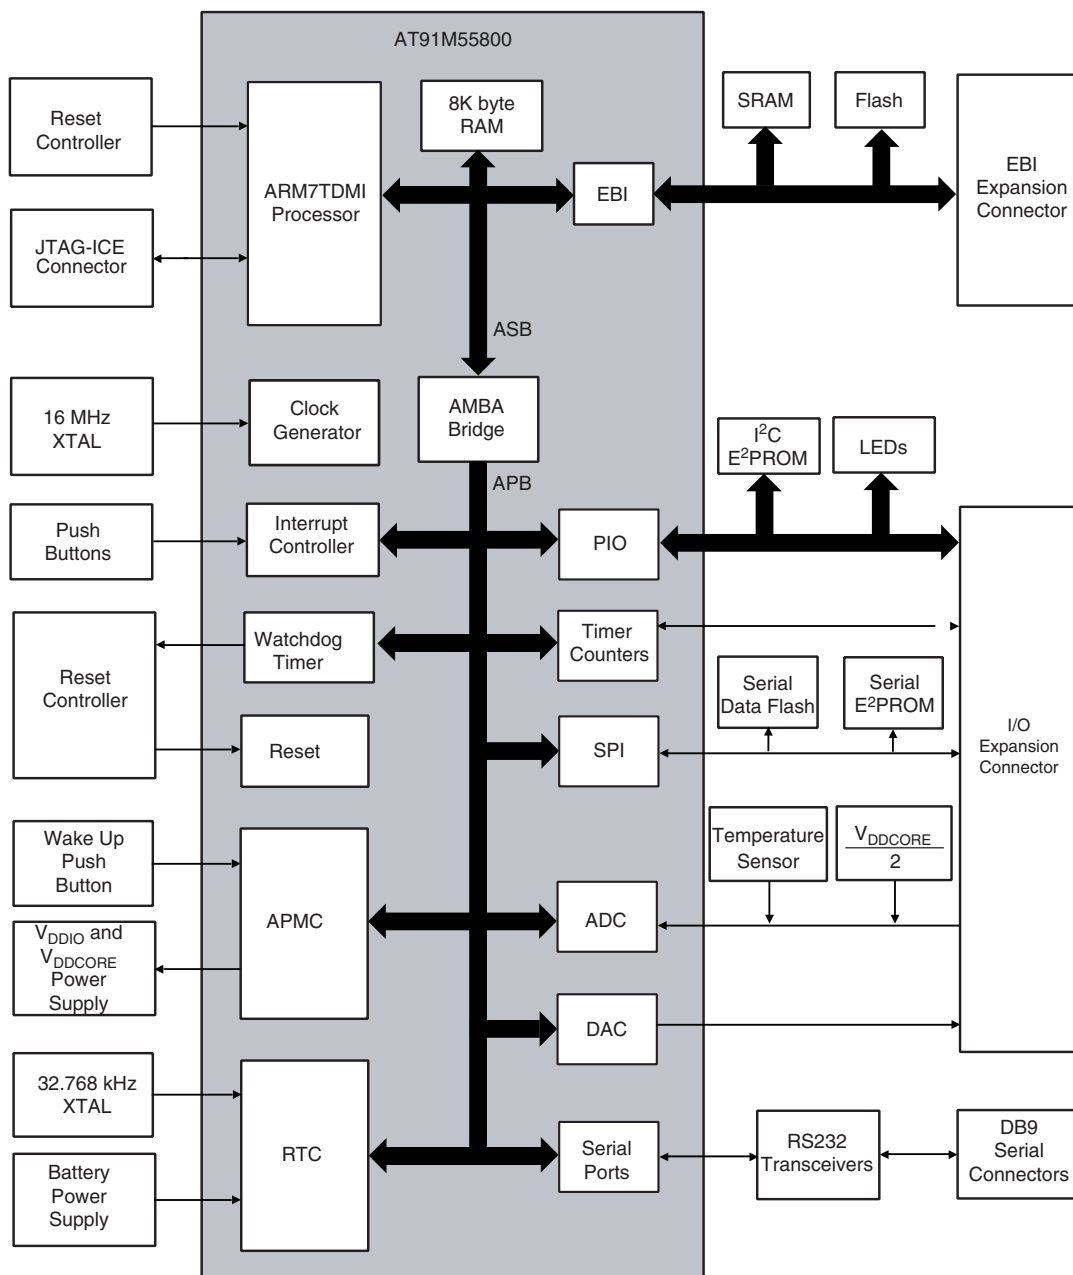 AT91M55800
Reset
Controller
8K byte
RAM
SRAM
Flash
ARM7TDMI
Processor
EBI
EBI
Expansion
Connector
JTAG-ICE
Connector
ASB
16 MHz
XTAL
Clock
Generator
AMBA
Bridge
I²C
E²PROM
LEDs
APB
Push
Buttons
Interrupt
Controller
PIO
Reset
Controller
Watchdog
Timer
Timer
Counters
Serial
Data Flash
Serial
E²PROM
Reset
SPI
I/O
Expansion
Connector
Wake Up
Push
Button
Temperature
Sensor
VDDCORE
2
APMC
ADC
VDDIO and
VDDCORE
Power
Supply
DAC
32.768 kHz
XTAL
RTC
Serial
Ports
RS232
Transceivers
DB9
Serial
Connectors
Battery
Power
Supply